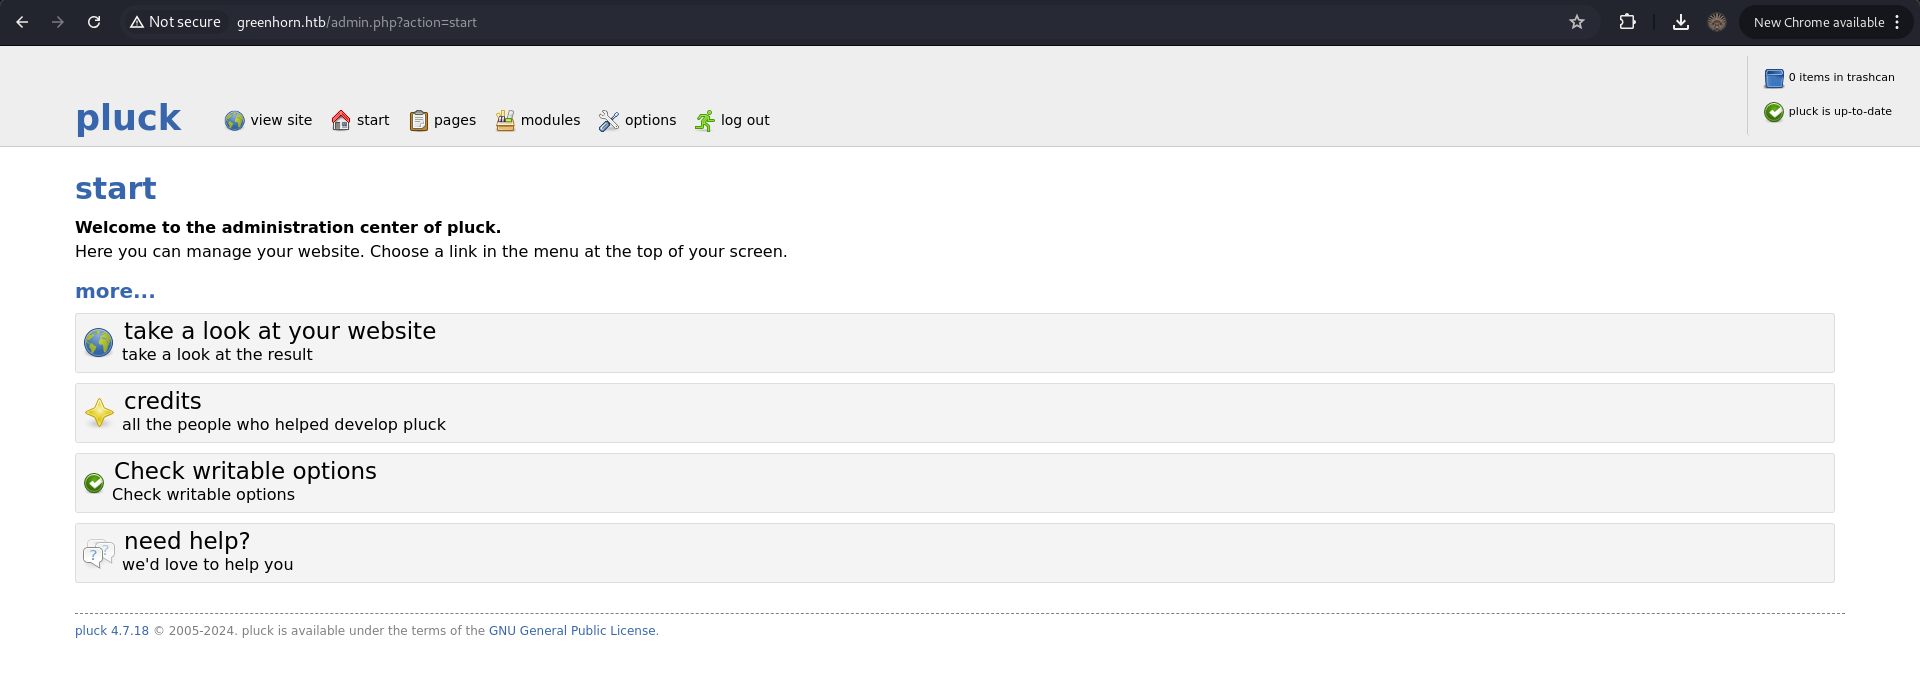 Not secure greenhorn.htb/admin.php?action=start New Chrome available
0 items in trashcan
pluck view site start pages modules options log out
pluck is up-to-date
start
Welcome to the administration center of pluck.
Here you can manage your website. Choose a link in the menu at the top of your screen.
more...
take a look at your website
take a look at the result
credits
all the people who helped develop pluck
Check writable options
Check writable options
need help?
we'd love to help you
pluck 4.7.18 © 2005-2024. pluck is available under the terms of the GNU General Public License.